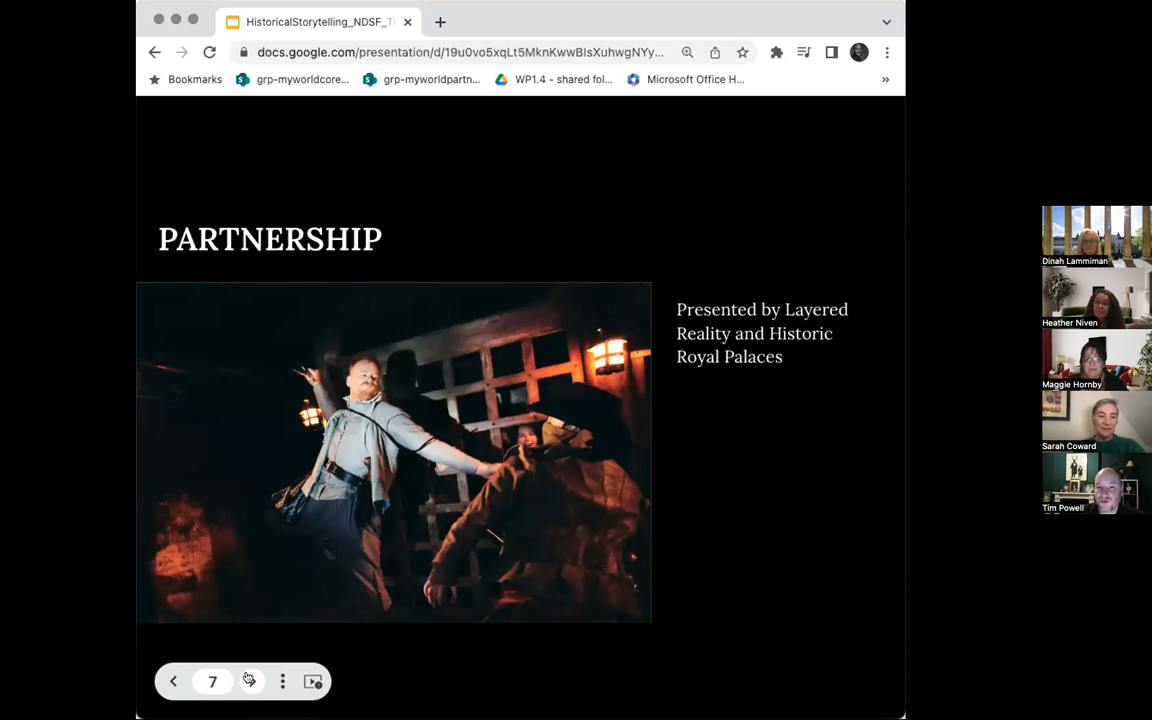 HistoricalStorytelling_NDSF_T
docs.google.com/presentation/d/19u0vo5xqLt5MknKwwBlsXuhwgNYy...
Bookmarks
grp-myworldcore...
grp-myworldpartn...
WP1.4 - shared fol...
Microsoft Office H...
PARTNERSHIP
Presented by Layered
Reality and Historic
Royal Palaces
7
Dinah Lammiman
Heather Niven
Maggie Hornby
Sarah Coward
Tim Powell